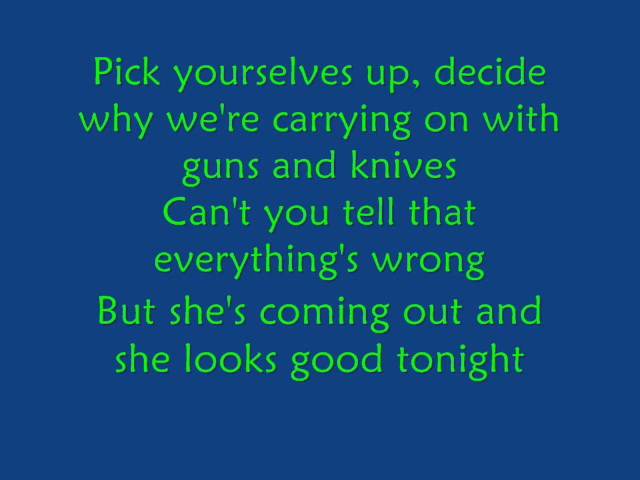 Pick yourselves up, decide
why we're carrying on with
guns and knives
Can't you tell that
everything's wrong
But she's coming out and
she looks good tonight